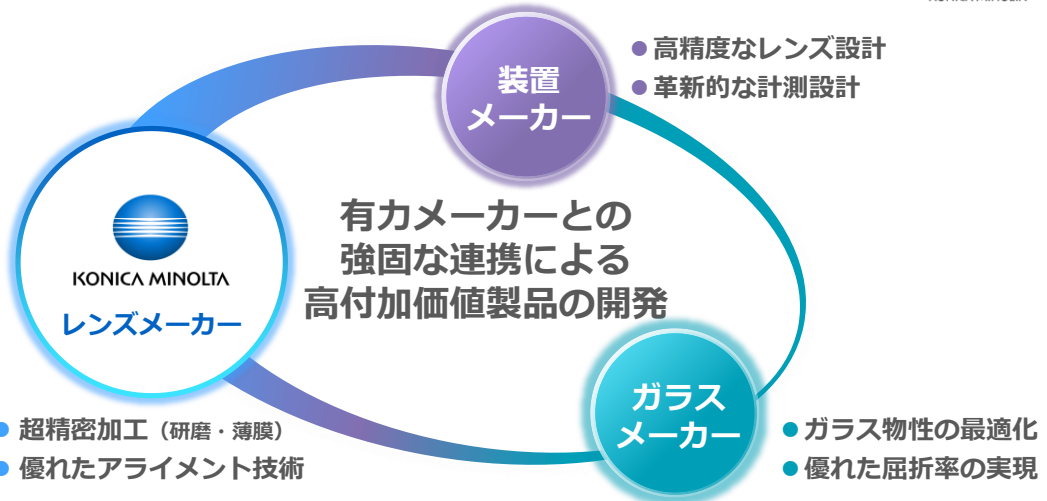 装置
メーカー
●高精度なレンズ設計
●革新的な計測設計
KONICA MINOLTA
レンズメーカー
有力メーカーとの
強固な連携による
高付加価値製品の開発
ガラス
メーカー
●超精密加工（研磨・薄膜）
●優れたアライメント技術
●ガラス物性の最適化
●優れた屈折率の実現